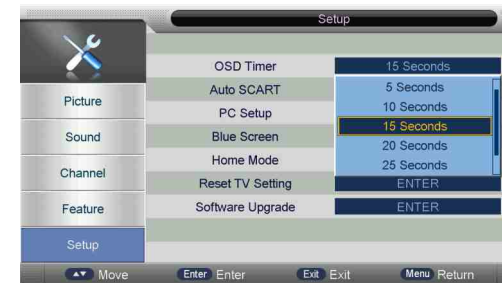 Setup
OSD Timer 15 Seconds
Auto SCART 5 Seconds
Picture
PC Setup 10 Seconds
15 Seconds
Sound
Blue Screen 20 Seconds
Home Mode 25 Seconds
Channel
Reset TV Setting ENTER
Feature
Software Upgrade ENTER
Setup
Move Enter Enter Exit Exit Menu Return